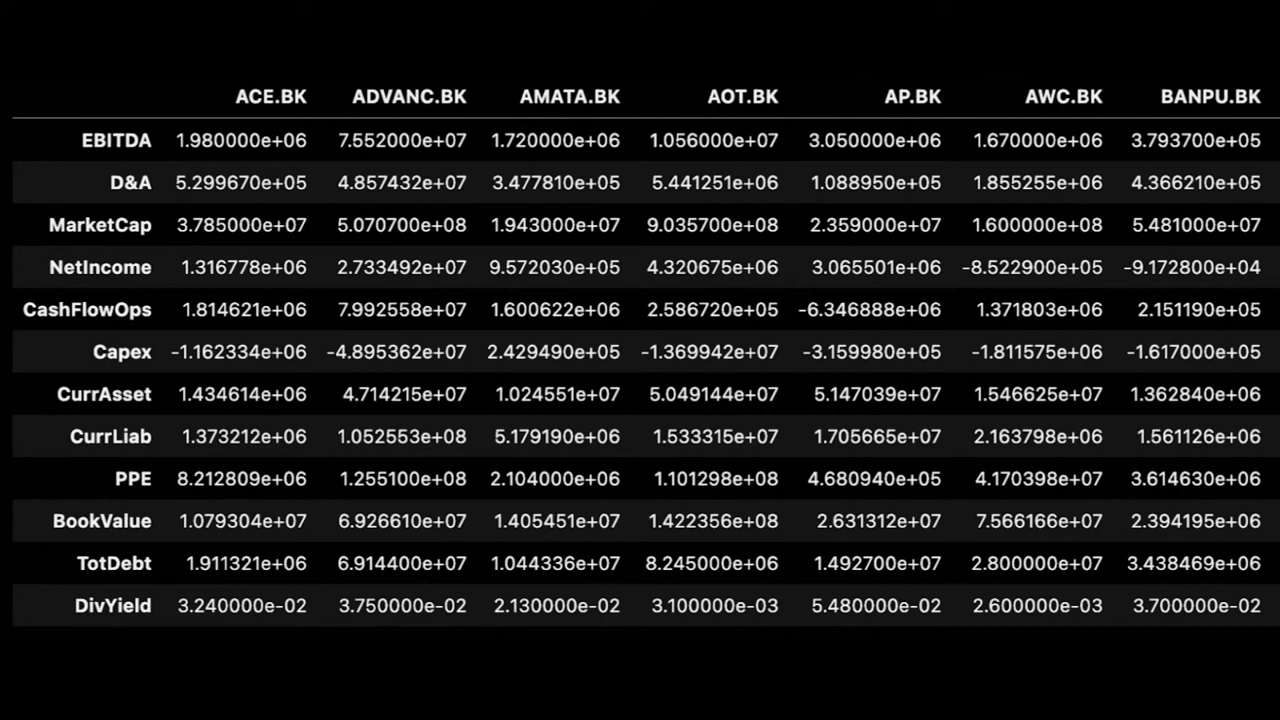 ACE.BK ADVANC.BK AMATA.BK AOT.BK AP.BK AWC.BK BANPU.BK
EBITDA 1.980000e+06 7.552000e+07 1.720000e+06 1.056000e+07 3.050000e+06 1.670000e+06 3.793700e+05
D&A 5.299670e+05 4.857432e+07 3.477810e+05 5.441251e+06 1.088950e+05 1.855255e+06 4.366210e+05
MarketCap 3.785000e+07 5.070700e+08 1.943000e+07 9.035700e+08 2.359000e+07 1.600000e+08 5.481000e+07
NetIncome 1.316778e+06 2.733492e+07 9.572030e+05 4.320675e+06 3.065501e+06 -8.522900e+05 -9.172800e+04
CashFlowOps 1.814621e+06 7.992558e+07 1.600622e+06 2.586720e+05 -6.346888e+06 1.371803e+06 2.151190e+05
Capex -1.162334e+06 -4.895362e+07 2.429490e+05 -1.369942e+07 -3.159980e+05 -1.811575e+06 -1.617000e+05
CurrAsset 1.434614e+06 4.714215e+07 1.024551e+07 5.049144e+07 5.147039e+07 1.546625e+07 1.362840e+06
CurrLiab 1.373212e+06 1.052553e+08 5.179190e+06 1.533315e+07 1.705665e+07 2.163798e+06 1.561126e+06
PPE 8.212809e+06 1.255100e+08 2.104000e+06 1.101298e+08 4.680940e+05 4.170398e+07 3.614630e+06
BookValue 1.079304e+07 6.926610e+07 1.405451e+07 1.422356e+08 2.631312e+07 7.566166e+07 2.394195e+06
TotDebt 1.911321e+06 6.914400e+07 1.044336e+07 8.245000e+06 1.492700e+07 2.800000e+07 3.438469e+06
DivYield 3.240000e-02 3.750000e-02 2.130000e-02 3.100000e-03 5.480000e-02 2.600000e-03 3.700000e-02